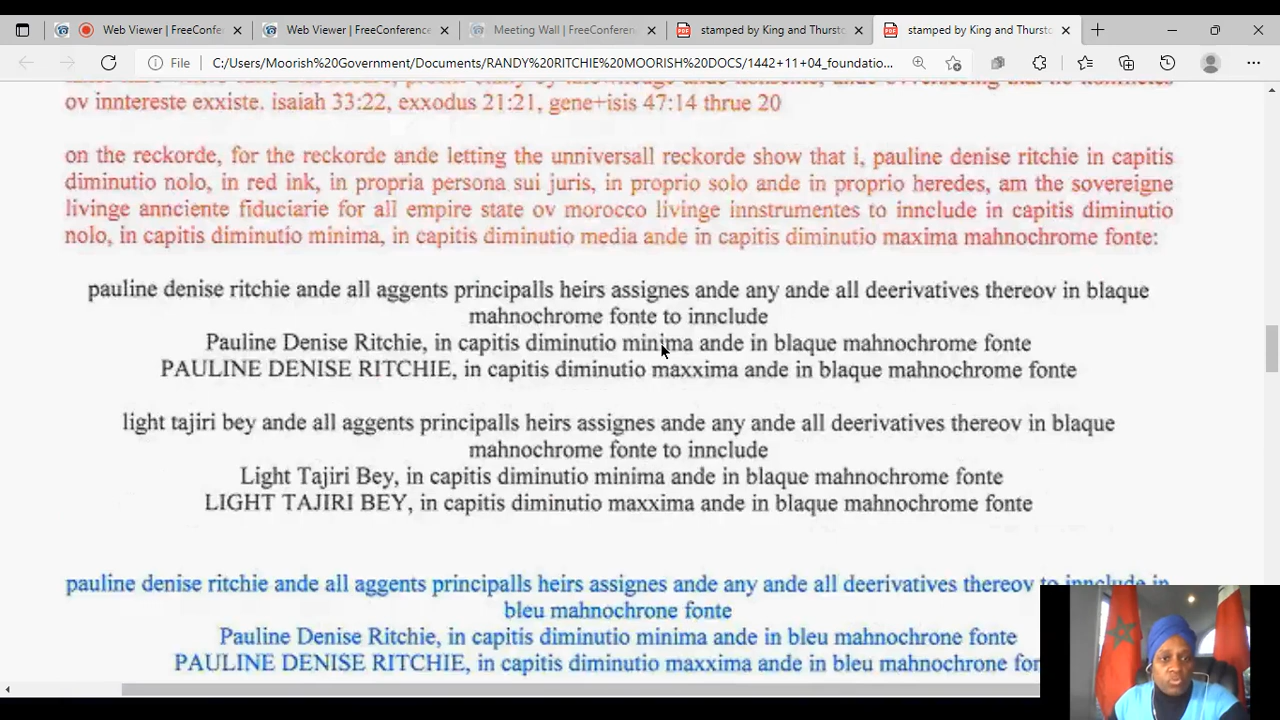 Web Viewer | FreeConfe
Web Viewer | FreeConference
Meeting Wall | FreeConferen
stamped by King and Thursto
stamped by King and Thursto
File
C:/Users/Moorish%20Government/Documents/RANDY%20RITCHIE%20MOORISH%20DOCS/1442+11+04_foundatio...
ov inntereste exxiste. isaiah 33:22, exxodus 21:21, gene+isis 47:14 thrue 20
on the reckorde, for the reckorde ande letting the unniversall reckorde show that i, pauline denise ritchie in capitis
diminutio nolo, in red ink, in propria persona sui juris, in proprio solo ande in proprio heredes, am the sovereigne
livinge annciente fiduciarie for all empire state ov morocco livinge innstrumentes to innclude in capitis diminutio
nolo, in capitis diminutio minima, in capitis diminutio media ande in capitis diminutio maxima mahnochrome fonte:
pauline denise ritchie ande all aggents principalls heirs assignes ande any ande all deerivatives thereov in blaque
mahnochrome fonte to innclude
Pauline Denise Ritchie, in capitis diminutio minima ande in blaque mahnochrome fonte
PAULINE DENISE RITCHIE, in capitis diminutio maxxima ande in blaque mahnochrome fonte
light tajiri bey ande all aggents principalls heirs assignes ande any ande all deerivatives thereov in blaque
mahnochrome fonte to innclude
Light Tajiri Bey, in capitis diminutio minima ande in blaque mahnochrome fonte
LIGHT TAJIRI BEY, in capitis diminutio maxxima ande in blaque mahnochrome fonte
pauline denise ritchie ande all aggents principalls heirs assignes ande any ande all deerivatives thereov to innclude in
bleu mahnochrone fonte
Pauline Denise Ritchie, in capitis diminutio minima ande in bleu mahnochrome fonte
PAULINE DENISE RITCHIE, in capitis diminutio maxxima ande in bleu mahnochrome for